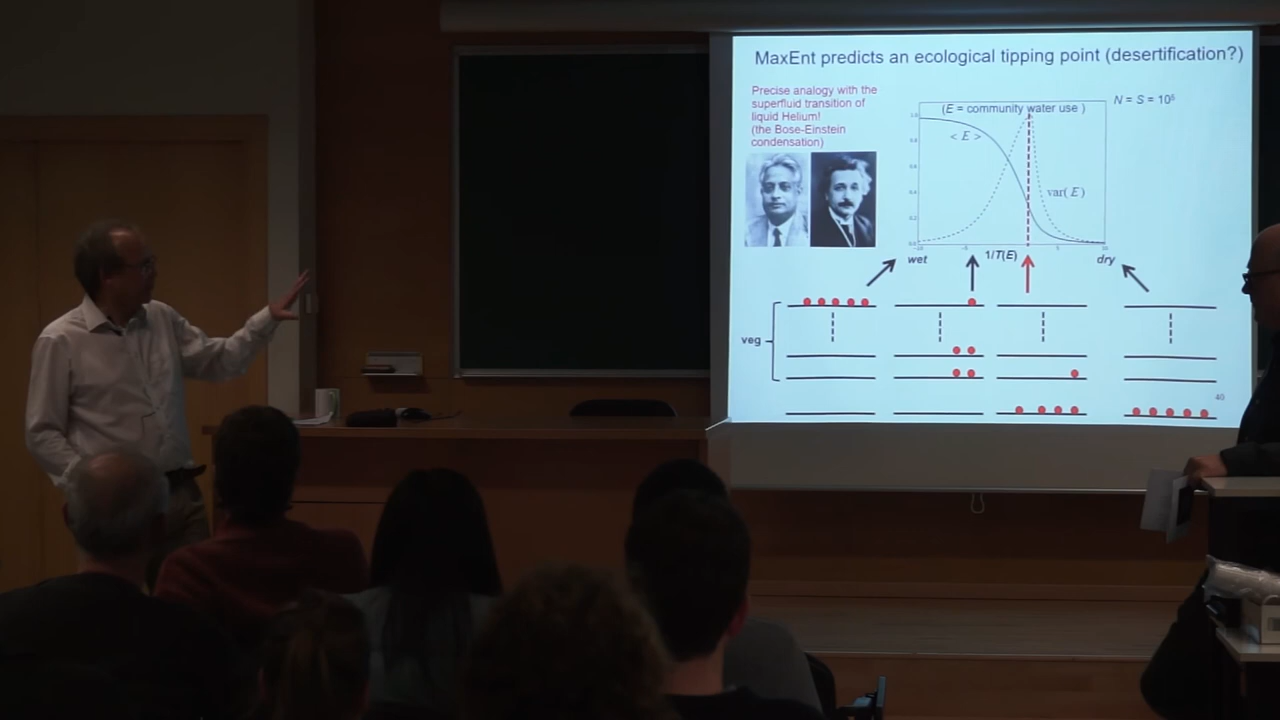 MaxEnt predicts an ecological tipping point (desertification?)
Precise analogy with the
superfluid transition of
liquid Helium!
(the Bose-Einstein
condensation)
(E = community water use )
N = S = 10⁶
< E >
var( E )
wet
1/T(E)
dry
veg
40